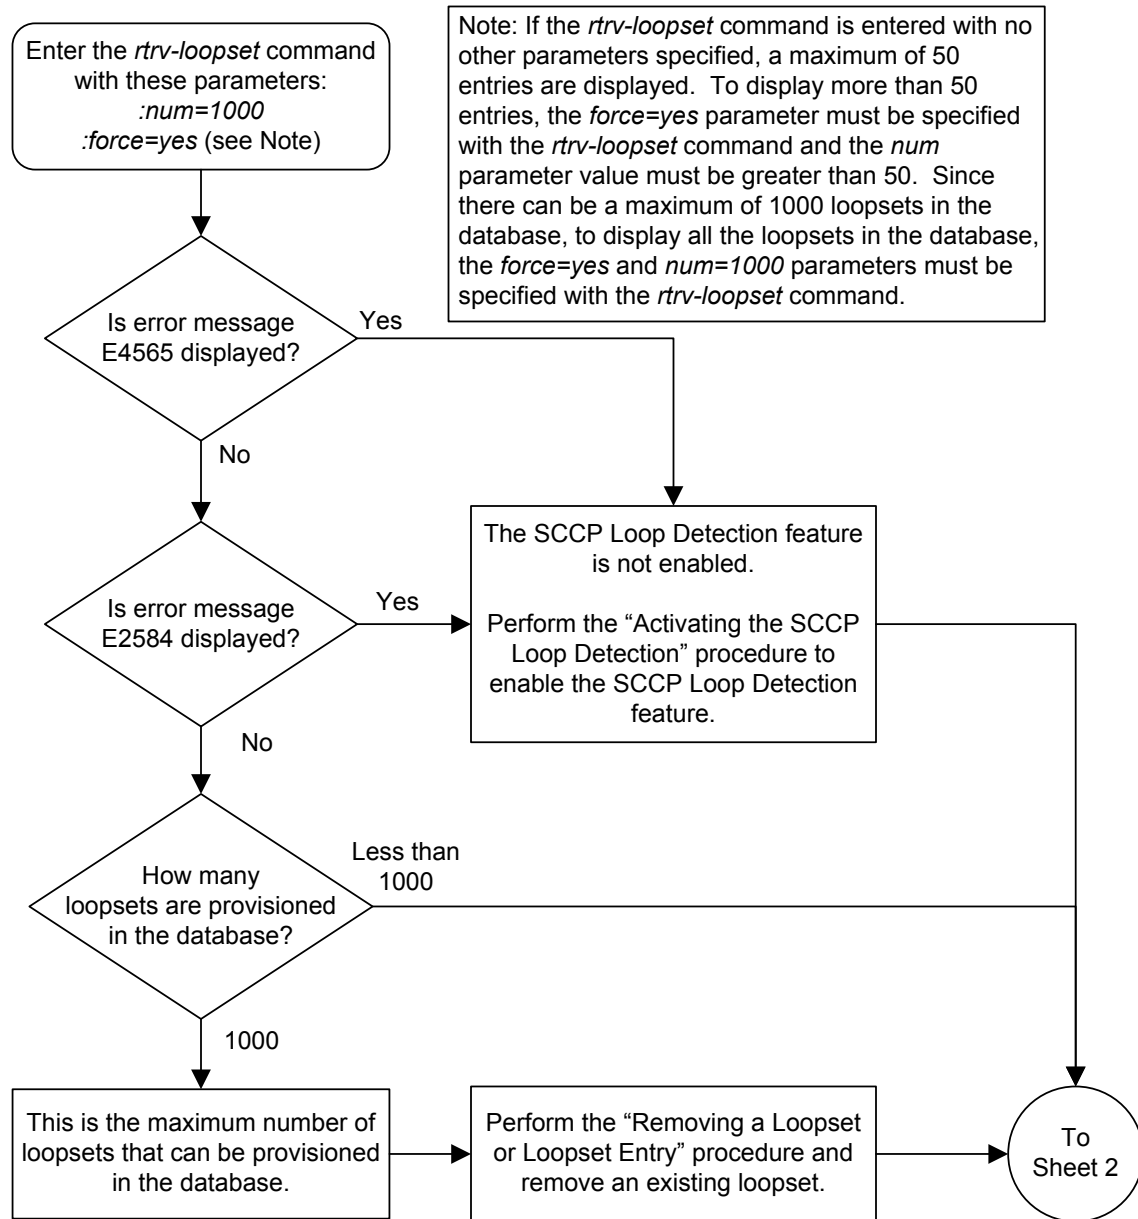 Enter the rtrv-loopset command
with these parameters:
:num=1000
:force=yes (see Note)
Note: If the rtrv-loopset command is entered with no
other parameters specified, a maximum of 50
entries are displayed. To display more than 50
entries, the force=yes parameter must be specified
with the rtrv-loopset command and the num
parameter value must be greater than 50. Since
there can be a maximum of 1000 loopsets in the
database, to display all the loopsets in the database,
the force=yes and num=1000 parameters must be
specified with the rtrv-loopset command.
Is error message
E4565 displayed?
Yes
No
Is error message
E2584 displayed?
Yes
No
The SCCP Loop Detection feature
is not enabled.
Perform the “Activating the SCCP
Loop Detection” procedure to
enable the SCCP Loop Detection
feature.
How many
loopsets are provisioned
in the database?
Less than
1000
1000
This is the maximum number of
loopsets that can be provisioned
in the database.
Perform the “Removing a Loopset
or Loopset Entry” procedure and
remove an existing loopset.
To
Sheet 2